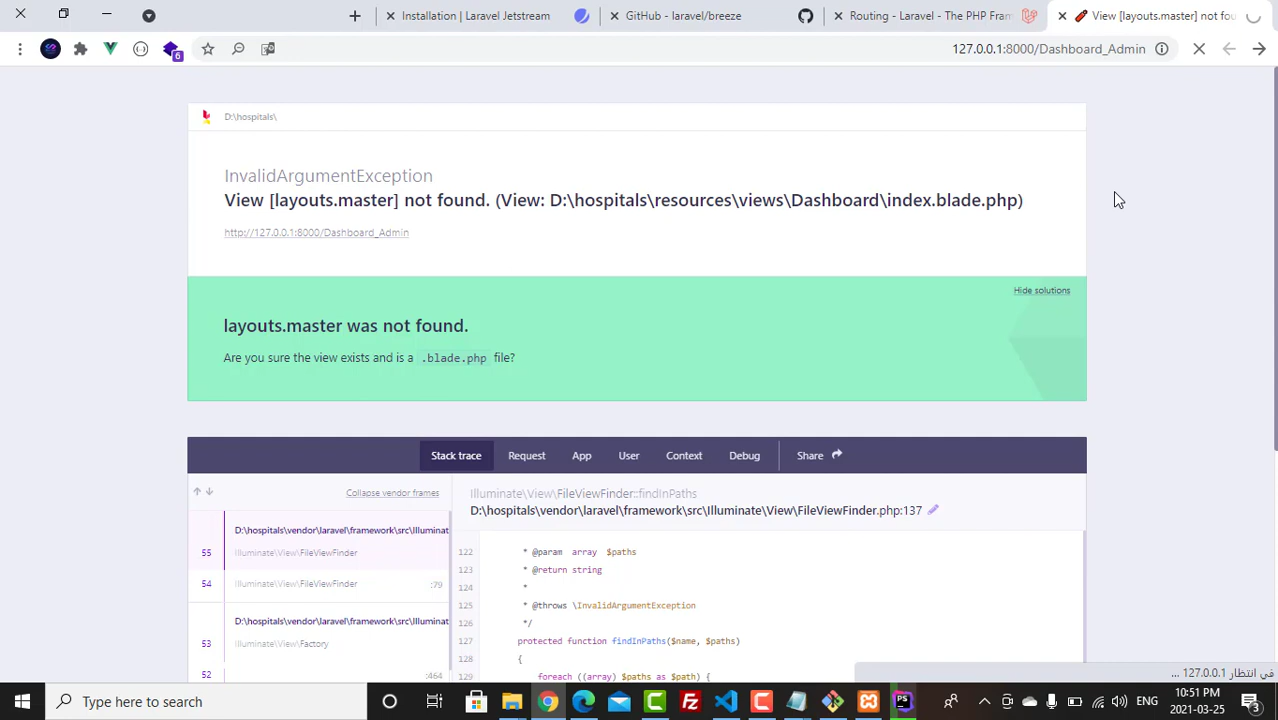 Installation | Laravel Jetstream
GitHub - laravel/breeze
Routing - Laravel - The PHP Fram
View [layouts.master] not fou
6
127.0.0.1:8000/Dashboard_Admin
D:\hospitals\
InvalidArgumentException
View [layouts.master] not found. (View: D:\hospitals\resources\views\Dashboard\index.blade.php)
http://127.0.0.1:8000/Dashboard_Admin
Hide solutions
layouts.master was not found.
Are you sure the view exists and is a .blade.php file?
Stack trace
Request
App
User
Context
Debug
Share
Collapse vendor frames
Illuminate\View\FileViewFinder::findInPaths
D:\hospitals\vendor\laravel\framework\src\Illuminate\View\FileViewFinder.php:137
D:\hospitals\vendor\laravel\framework\src\Illuminat
55 Illuminate\View\FileViewFinder
54 Illuminate\View\FileViewFinder :79
D:\hospitals\vendor\laravel\framework\src\Illuminat
53 Illuminate\View\Factory
52 :464
122 * @param array $paths
123 * @return string
124 *
125 * @throws \InvalidArgumentException
126 */
127 protected function findInPaths($name, $paths)
128 {
129 foreach ((array) $paths as $path) {
في انتظار 127.0.0.1 ...
Type here to search
PS
ENG
10:51 PM
2021-03-25
3